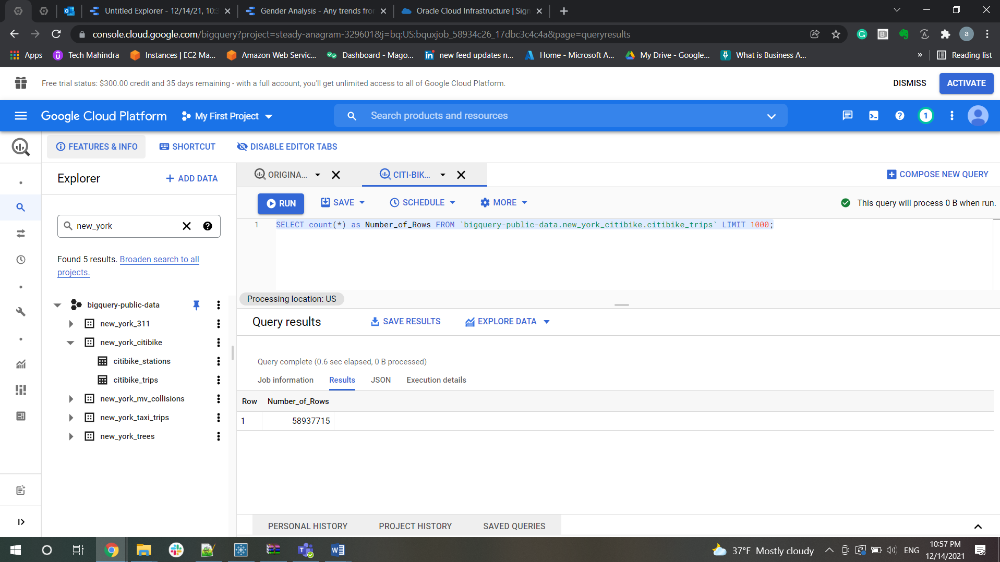 Untitled Explorer - 12/14/21, 10:3
Gender Analysis - Any trends fro
Oracle Cloud Infrastructure | Sign
console.cloud.google.com/bigquery?project=steady-anagram-329601&j=bq:US:bquxjob_58934c26_17dbc3c4c4a&page=queryresults
a
Apps
Tech Mahindra
Instances | EC2 Ma...
Amazon Web Servic...
Dashboard - Mago...
new feed updates n...
Home - Microsoft A...
My Drive - Google...
What is Business A...
»
Reading list
Free trial status: $300.00 credit and 35 days remaining - with a full account, you'll get unlimited access to all of Google Cloud Platform.
DISMISS
ACTIVATE
Google Cloud Platform
My First Project
Search products and resources
1
FEATURES & INFO
SHORTCUT
DISABLE EDITOR TABS
Explorer
ADD DATA
ORIGINA...
CITI-BIK...
COMPOSE NEW QUERY
RUN
SAVE
SCHEDULE
MORE
This query will process 0 B when run.
new_york
1 SELECT count(*) as Number_of_Rows FROM `bigquery-public-data.new_york_citibike.citibike_trips` LIMIT 1000;
Found 5 results. Broaden search to all
projects.
Processing location: US
bigquery-public-data
new_york_311
new_york_citibike
citibike_stations
citibike_trips
new_york_mv_collisions
new_york_taxi_trips
new_york_trees
Query results
SAVE RESULTS
EXPLORE DATA
Query complete (0.6 sec elapsed, 0 B processed)
Job information
Results
JSON
Execution details
Row Number_of_Rows
1 58937715
PERSONAL HISTORY
PROJECT HISTORY
SAVED QUERIES
37°F Mostly cloudy
ENG
10:57 PM
12/14/2021